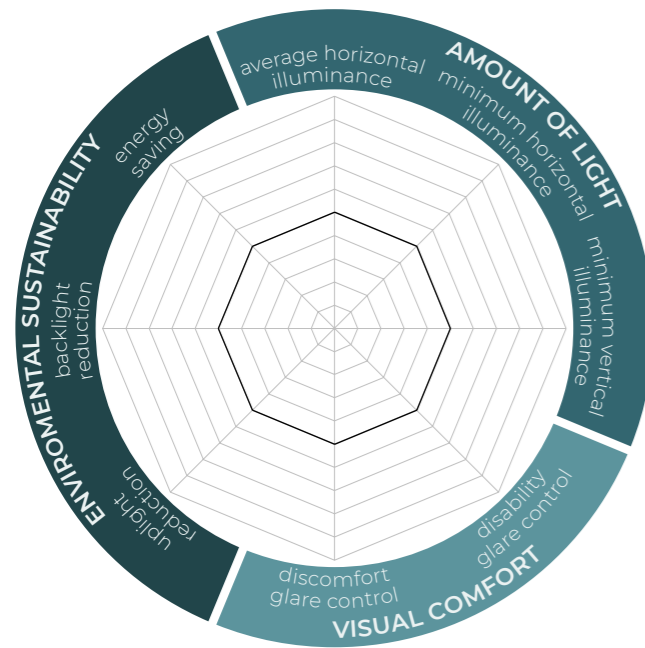 AMOUNT OF LIGHT
average horizontal
illuminance
minimum horizontal
illuminance
minimum vertical
illuminance
VISUAL COMFORT
disability
glare control
discomfort
glare control
ENVIROMENTAL SUSTAINABILITY
uplight
reduction
backlight
reduction
energy
saving